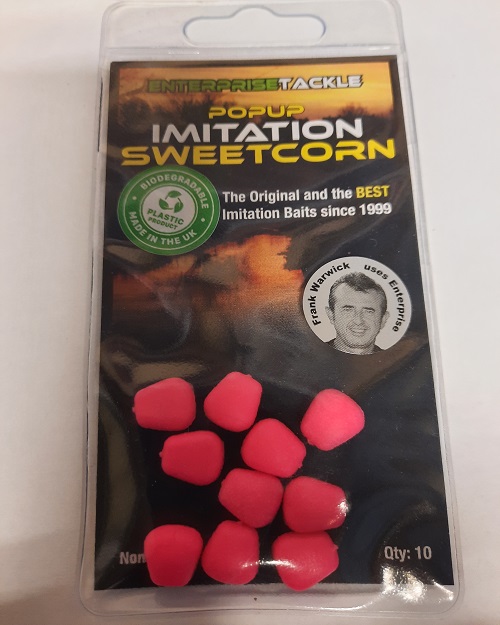 ENTERPRISETACKLE
POPUP
IMITATION
SWEETCORN
BIODEGRADABLE
PLASTIC
PRODUCT
MADE IN THE UK
The Original and the BEST
Imitation Baits since 1999
Frank Warwick uses Enterprise
Qty: 10